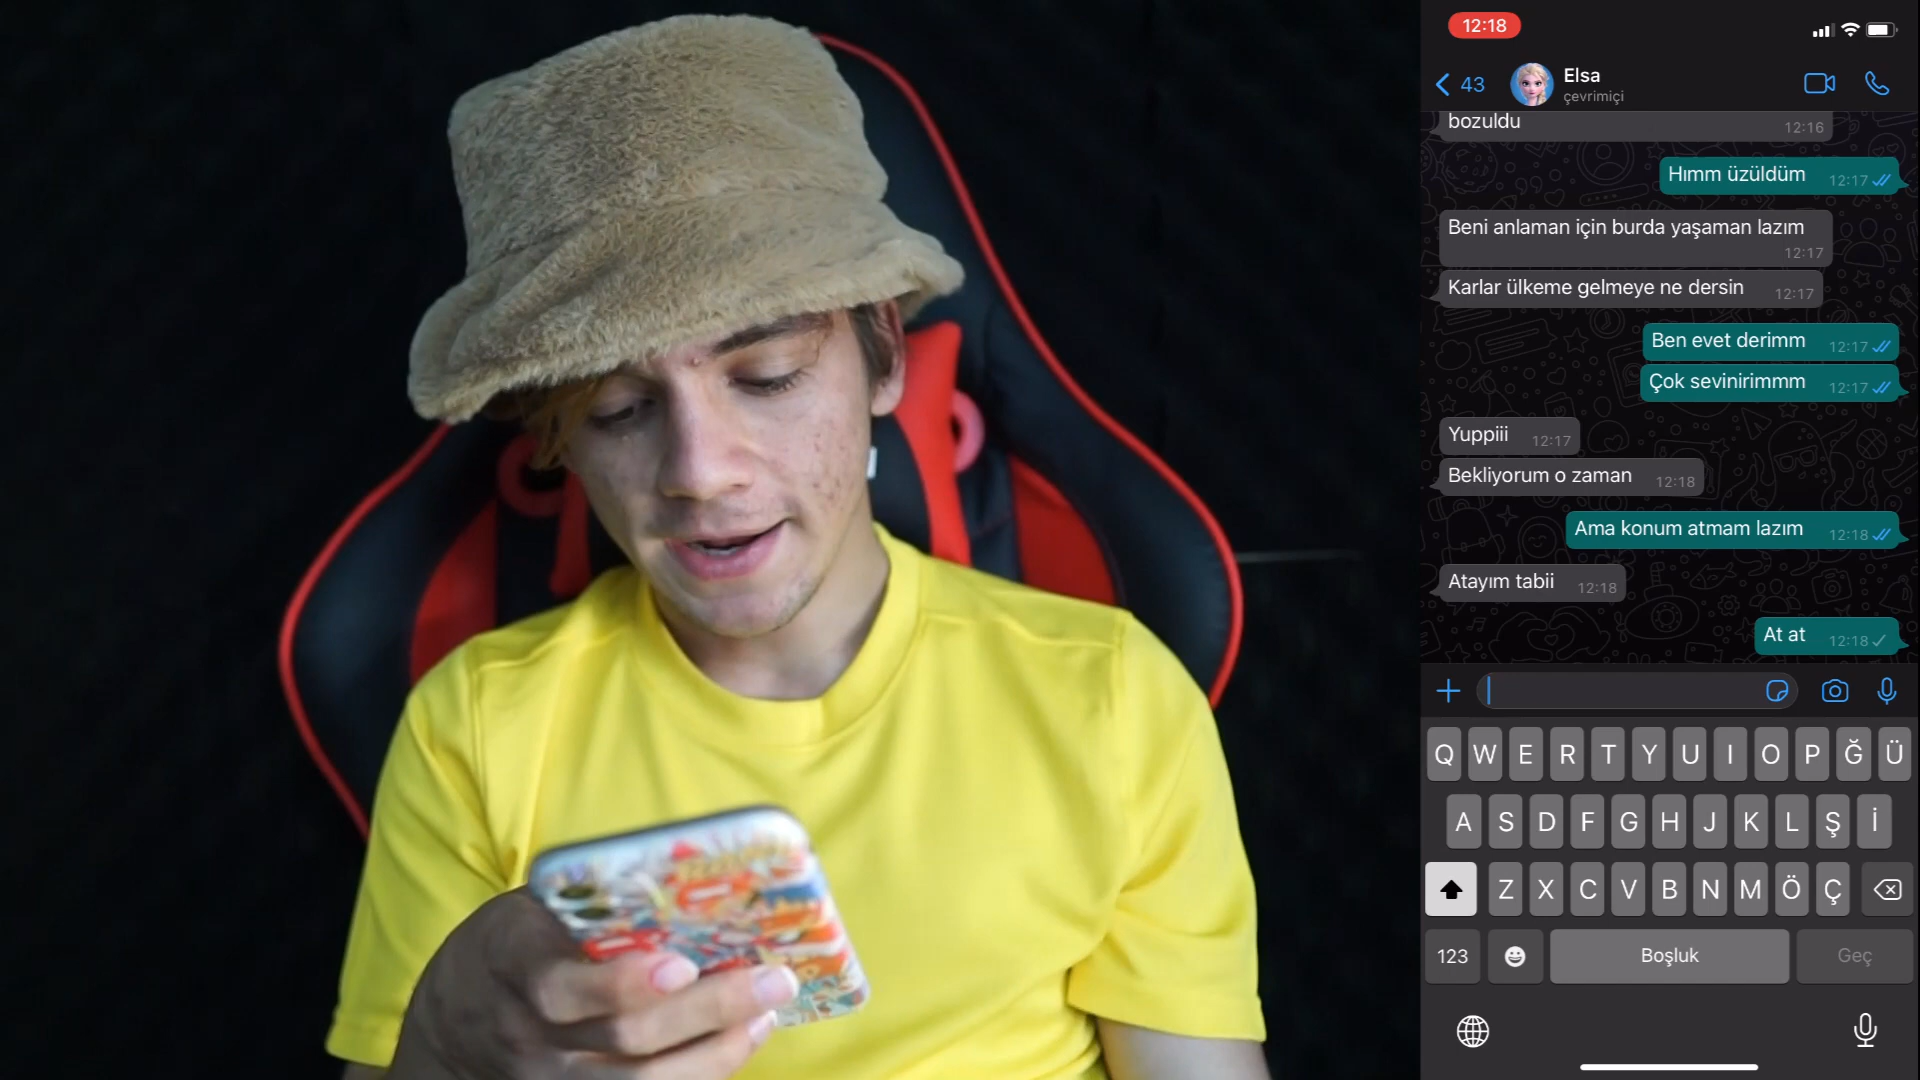 12:18
43
Elsa
çevrimiçi
bozuldu
12:16
Hımm üzüldüm 12:17
Beni anlaman için burda yaşaman lazım
12:17
Karlar ülkeme gelmeye ne dersin 12:17
Ben evet derimm 12:17
Çok sevinirimmm 12:17
Yuppiii 12:17
Bekliyorum o zaman 12:18
Ama konum atmam lazım 12:18
Atayım tabii 12:18
At at 12:18
Q W E R T Y U I O P Ğ Ü
A S D F G H J K L Ş İ
Z X C V B N M Ö Ç
123 Boşluk Geç